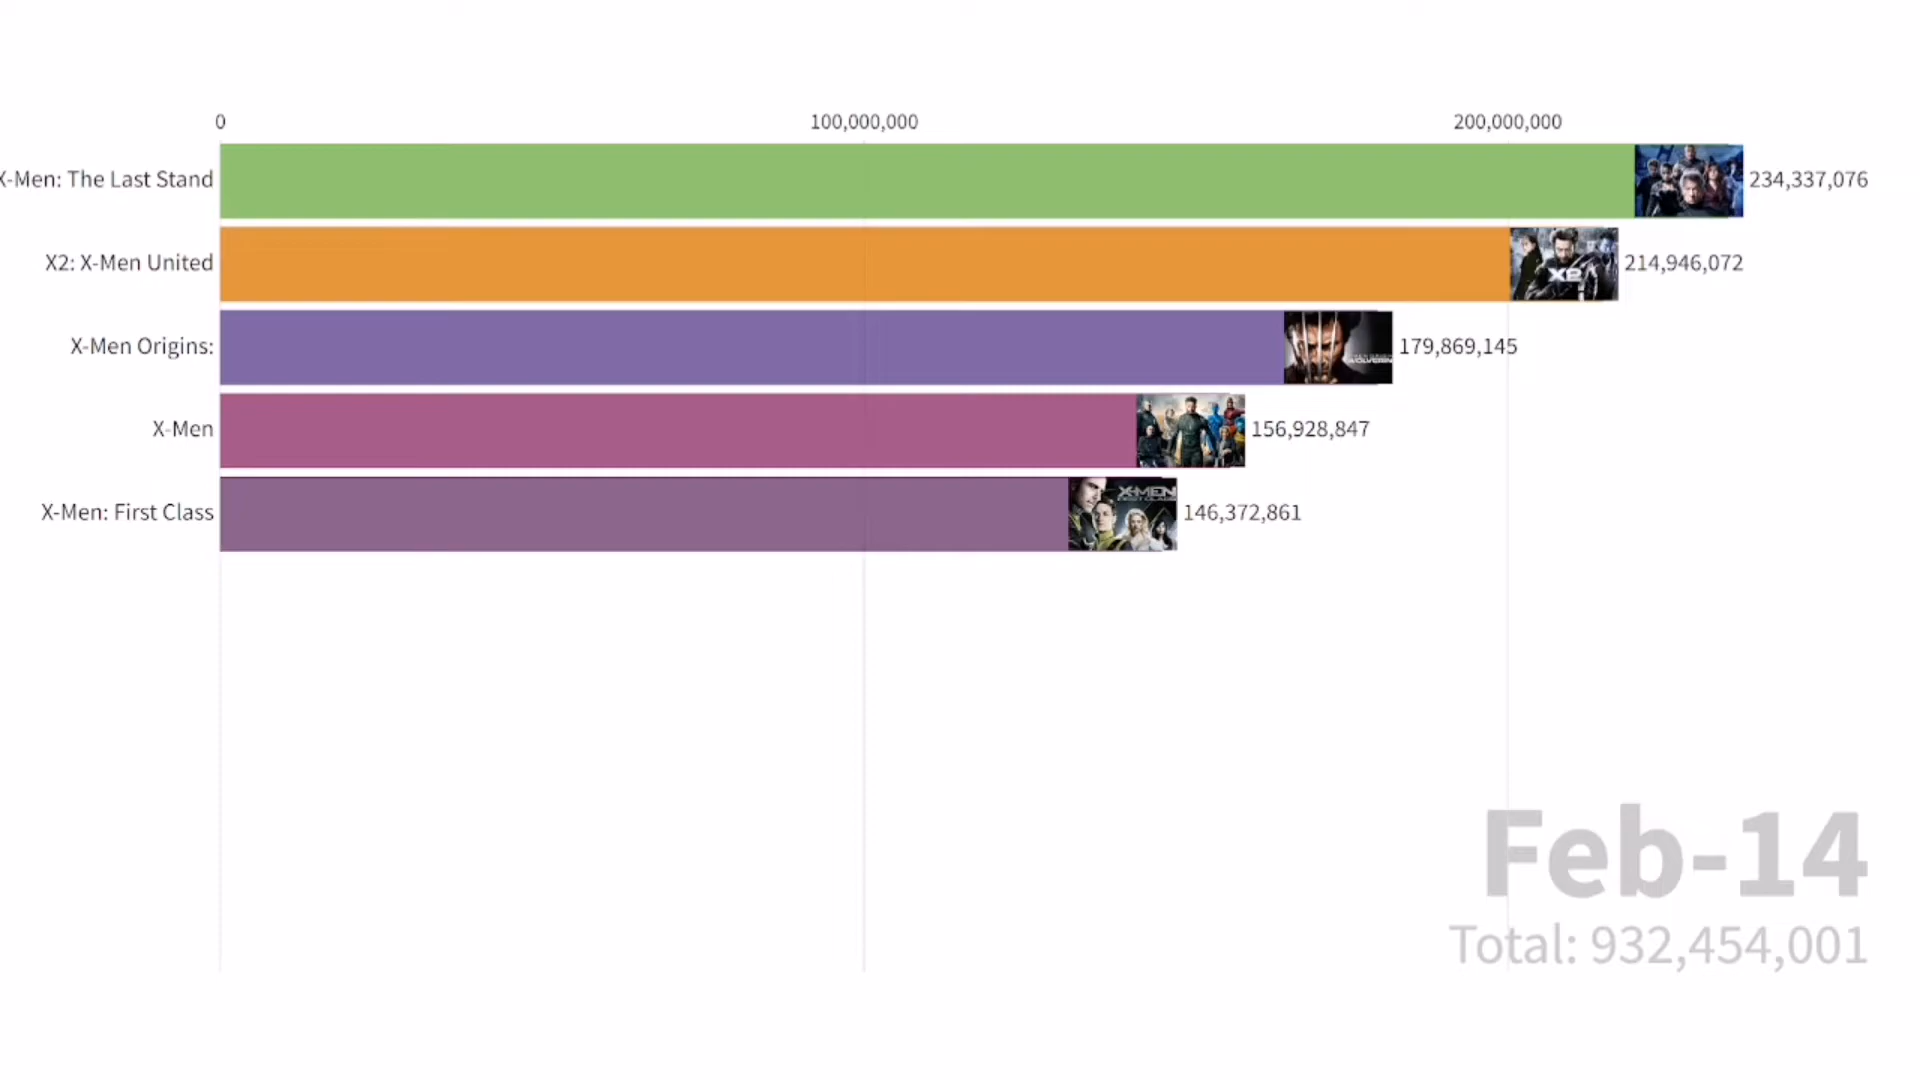 0 100,000,000 200,000,000
X-Men: The Last Stand 234,337,076
X2: X-Men United X2 214,946,072
X-Men Origins: 179,869,145
X-Men 156,928,847
X-Men: First Class X-MEN 146,372,861
Feb-14
Total: 932,454,001